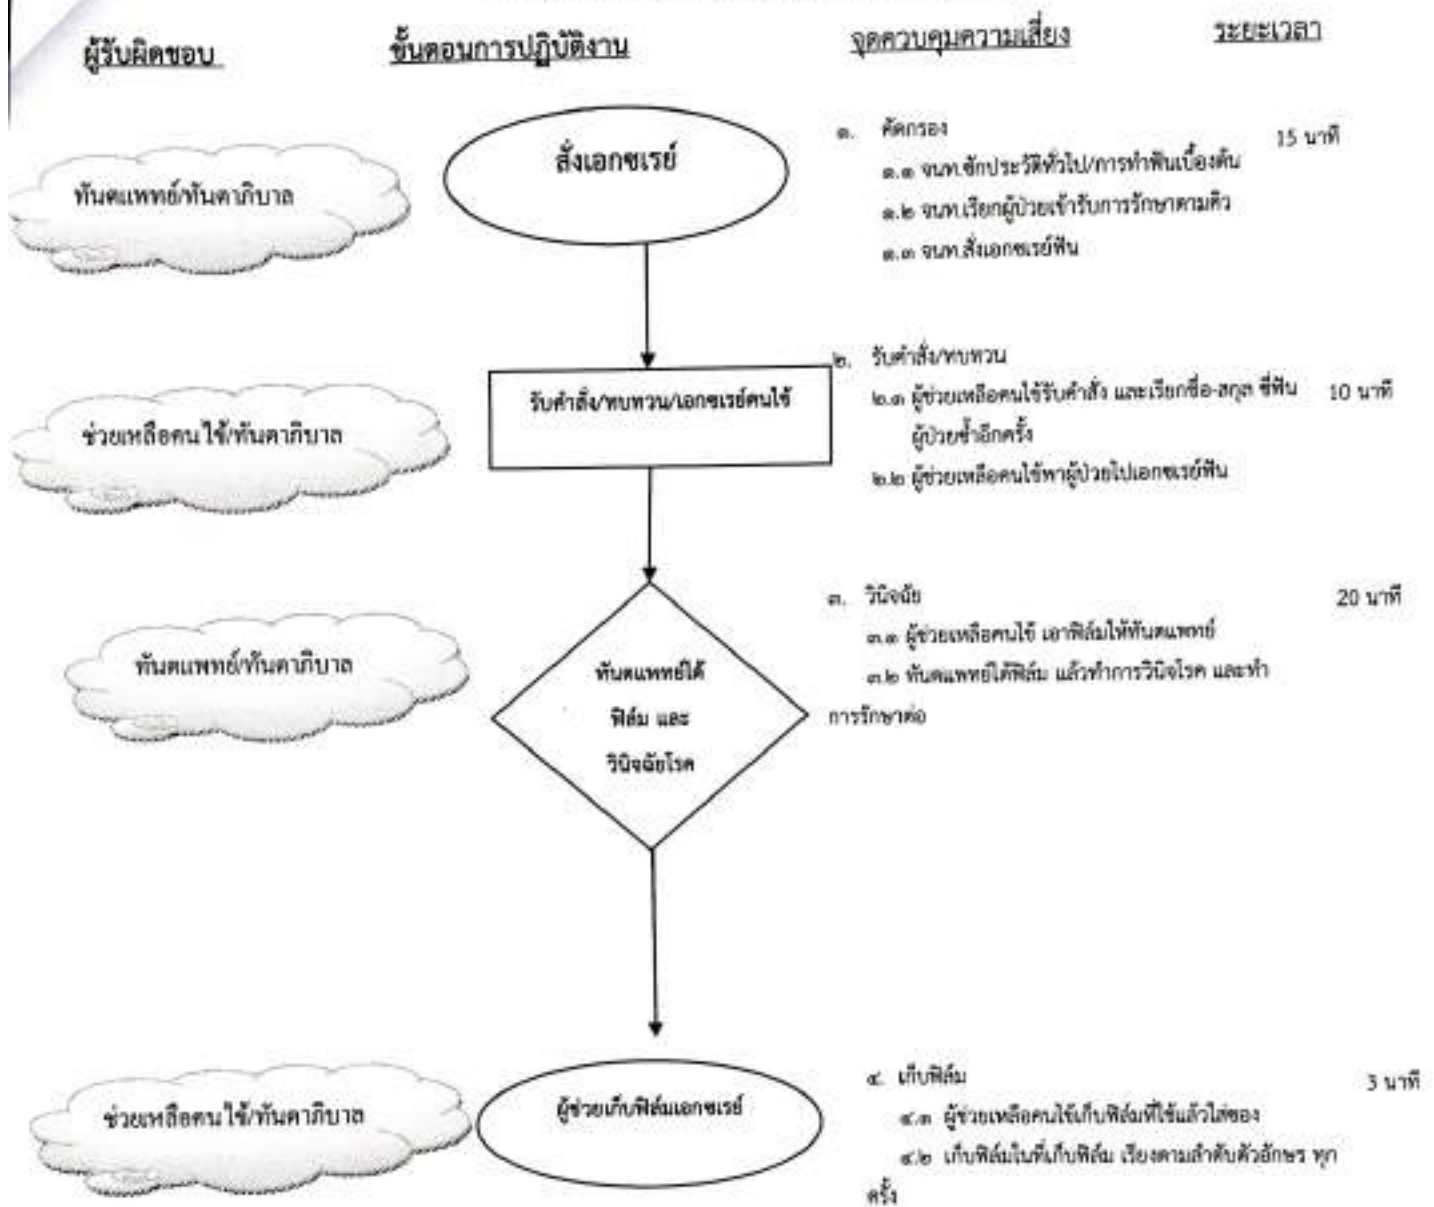 ผู้รับผิดชอบ
ขั้นตอนการปฏิบัติงาน
จุดควบคุมความเสี่ยง
ระยะเวลา
ทันตแพทย์/ทันตาภิบาล
สั่งเอกซเรย์
๑. คัดกรอง
15 นาที
๑.๑ จนท.ซักประวัติทั่วไป/การทำฟันเบื้องต้น
๑.๒ จนท.เรียกผู้ป่วยเข้ารับการรักษาตามคิว
๑.๓ จนท.สั่งเอกซเรย์ฟัน
ช่วยเหลือคนไข้/ทันตาภิบาล
รับคำสั่ง/ทบทวน/เอกซเรย์คนไข้
๒. รับคำสั่ง/ทบทวน
๒.๑ ผู้ช่วยเหลือคนไข้รับคำสั่ง และเรียกชื่อ-สกุล ชี่ฟัน
10 นาที
ผู้ป่วยซ้ำอีกครั้ง
๒.๒ ผู้ช่วยเหลือคนไข้พาผู้ป่วยไปเอกซเรย์ฟัน
ทันตแพทย์/ทันตาภิบาล
ทันตแพทย์ได้
ฟิล์ม และ
วินิจฉัยโรค
๓. วินิจฉัย
20 นาที
๓.๑ ผู้ช่วยเหลือคนไข้ เอาฟิล์มให้ทันตแพทย์
๓.๒ ทันตแพทย์ได้ฟิล์ม แล้วทำการวินิจโรค และทำ
การรักษาต่อ
ช่วยเหลือคนไข้/ทันตาภิบาล
ผู้ช่วยเก็บฟิล์มเอกซเรย์
๔. เก็บฟิล์ม
3 นาที
๔.๑ ผู้ช่วยเหลือคนไข้เก็บฟิล์มที่ใช้แล้วใส่ซอง
๔.๒ เก็บฟิล์มในที่เก็บฟิล์ม เรียงตามลำดับตัวอักษร ทุก
ครั้ง